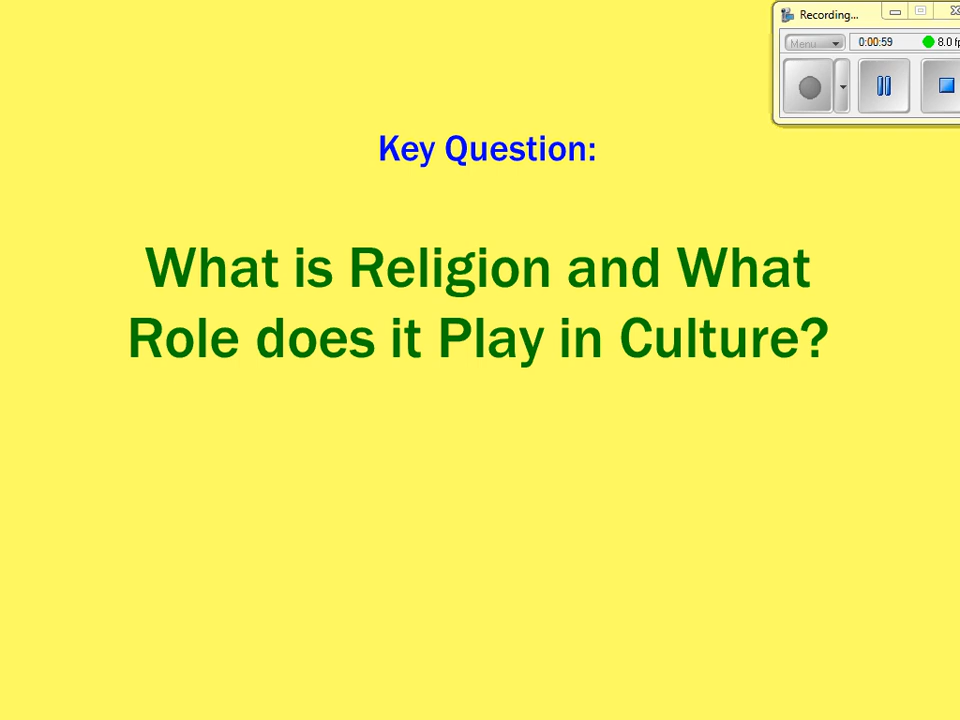 Recording...
Menu
0:00:59
8.0 fp
Key Question:
What is Religion and What
Role does it Play in Culture?